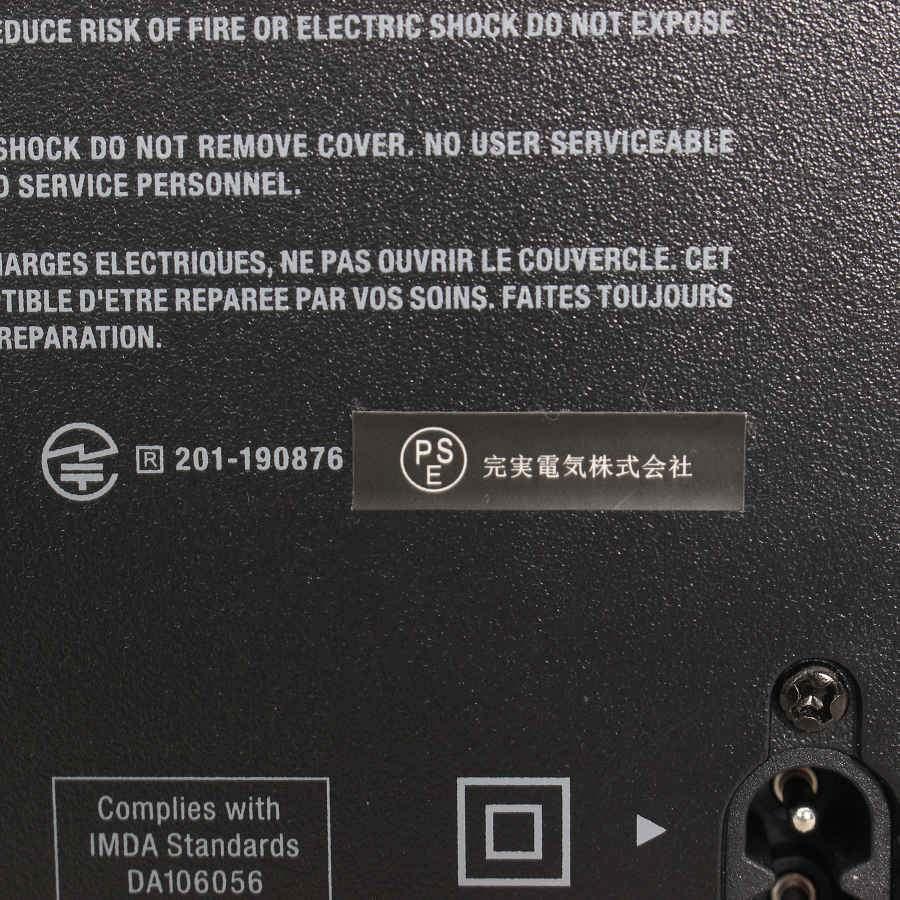 EDUCE RISK OF FIRE OR ELECTRIC SHOCK DO NOT EXPOSE
SHOCK DO NOT REMOVE COVER. NO USER SERVICEABLE
SERVICE PERSONNEL.
HARGES ELECTRIQUES, NE PAS OUVRIR LE COUVERCLE. CET
TIBLE D'ETRE REPAREE PAR VOS SOINS. FAITES TOUJOURS
REPARATION.
R 201-190876
PSE 完実電気株式会社
Complies with
IMDA Standards
DA106056